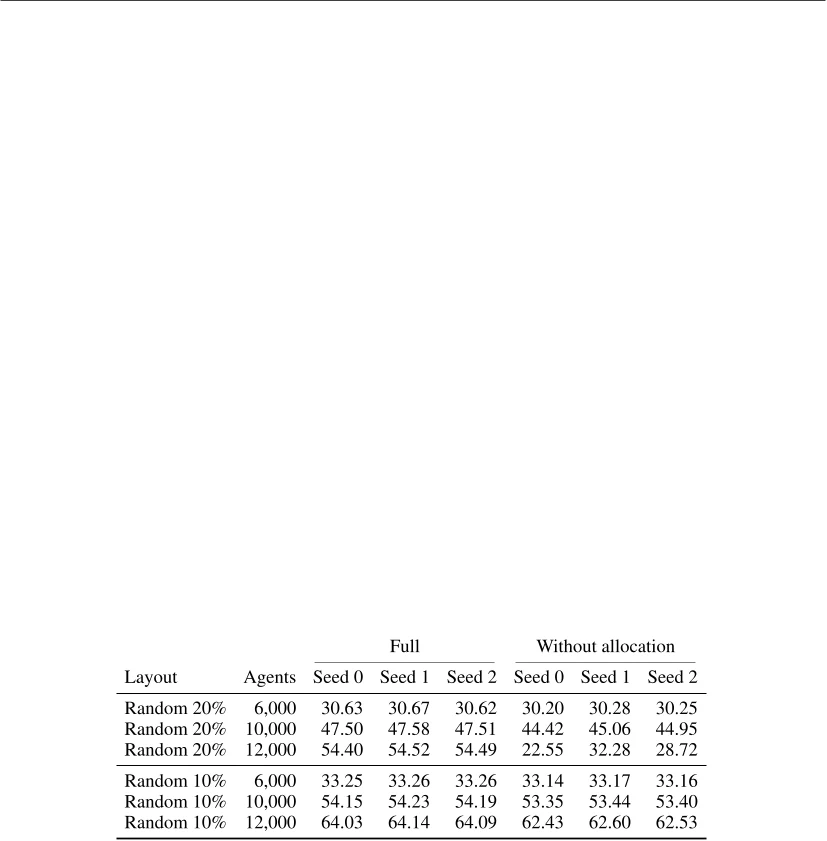 Full Without allocation
Layout Agents Seed 0 Seed 1 Seed 2 Seed 0 Seed 1 Seed 2
Random 20% 6,000 30.63 30.67 30.62 30.20 30.28 30.25
Random 20% 10,000 47.50 47.58 47.51 44.42 45.06 44.95
Random 20% 12,000 54.40 54.52 54.49 22.55 32.28 28.72
Random 10% 6,000 33.25 33.26 33.26 33.14 33.17 33.16
Random 10% 10,000 54.15 54.23 54.19 53.35 53.44 53.40
Random 10% 12,000 64.03 64.14 64.09 62.43 62.60 62.53